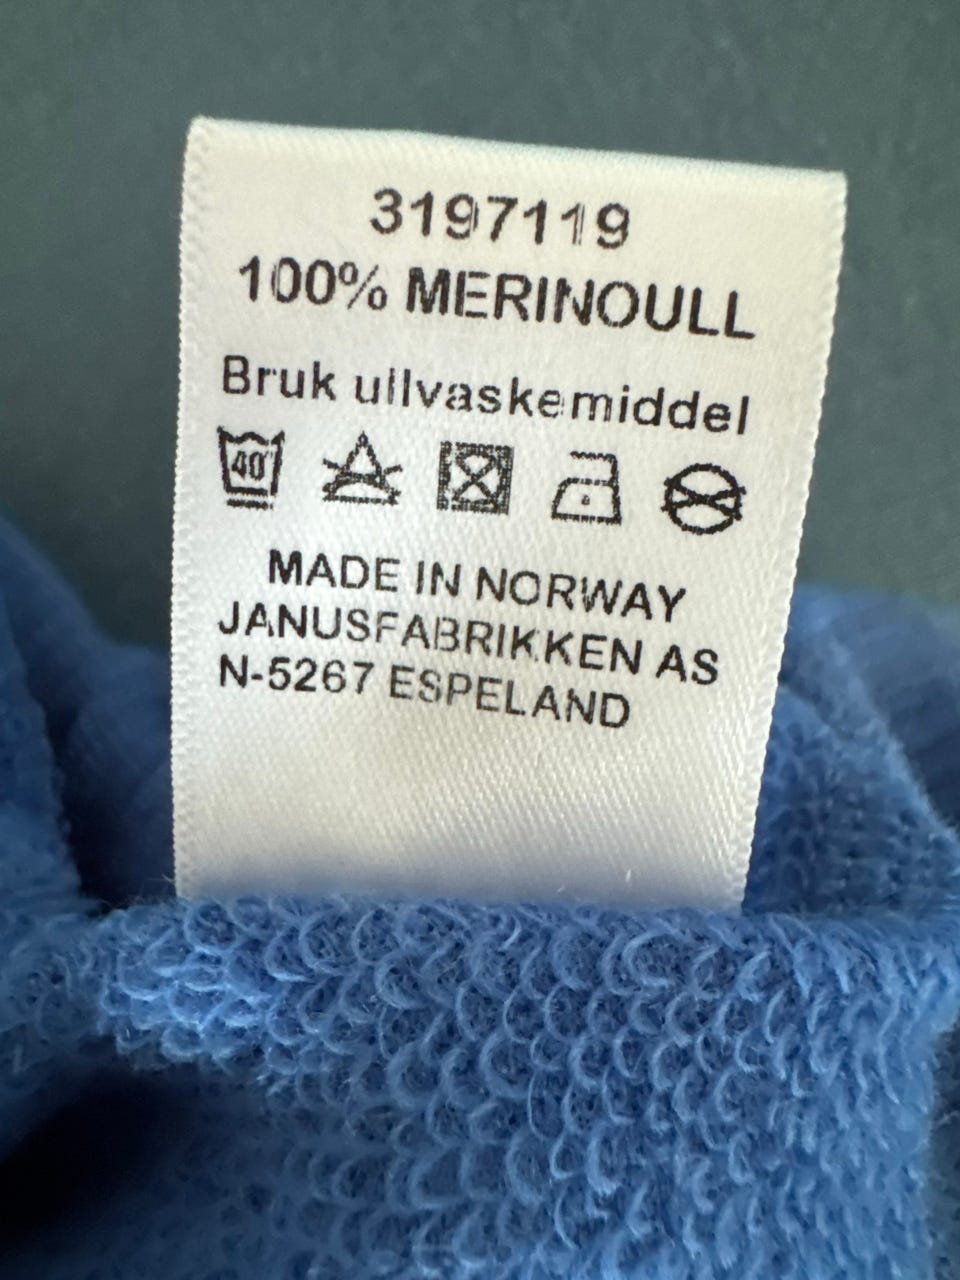 3197119
100% MERINOULL
Bruk ullvaskemiddel
40°
MADE IN NORWAY
JANUSFABRIKKEN AS
N-5267 ESPELAND